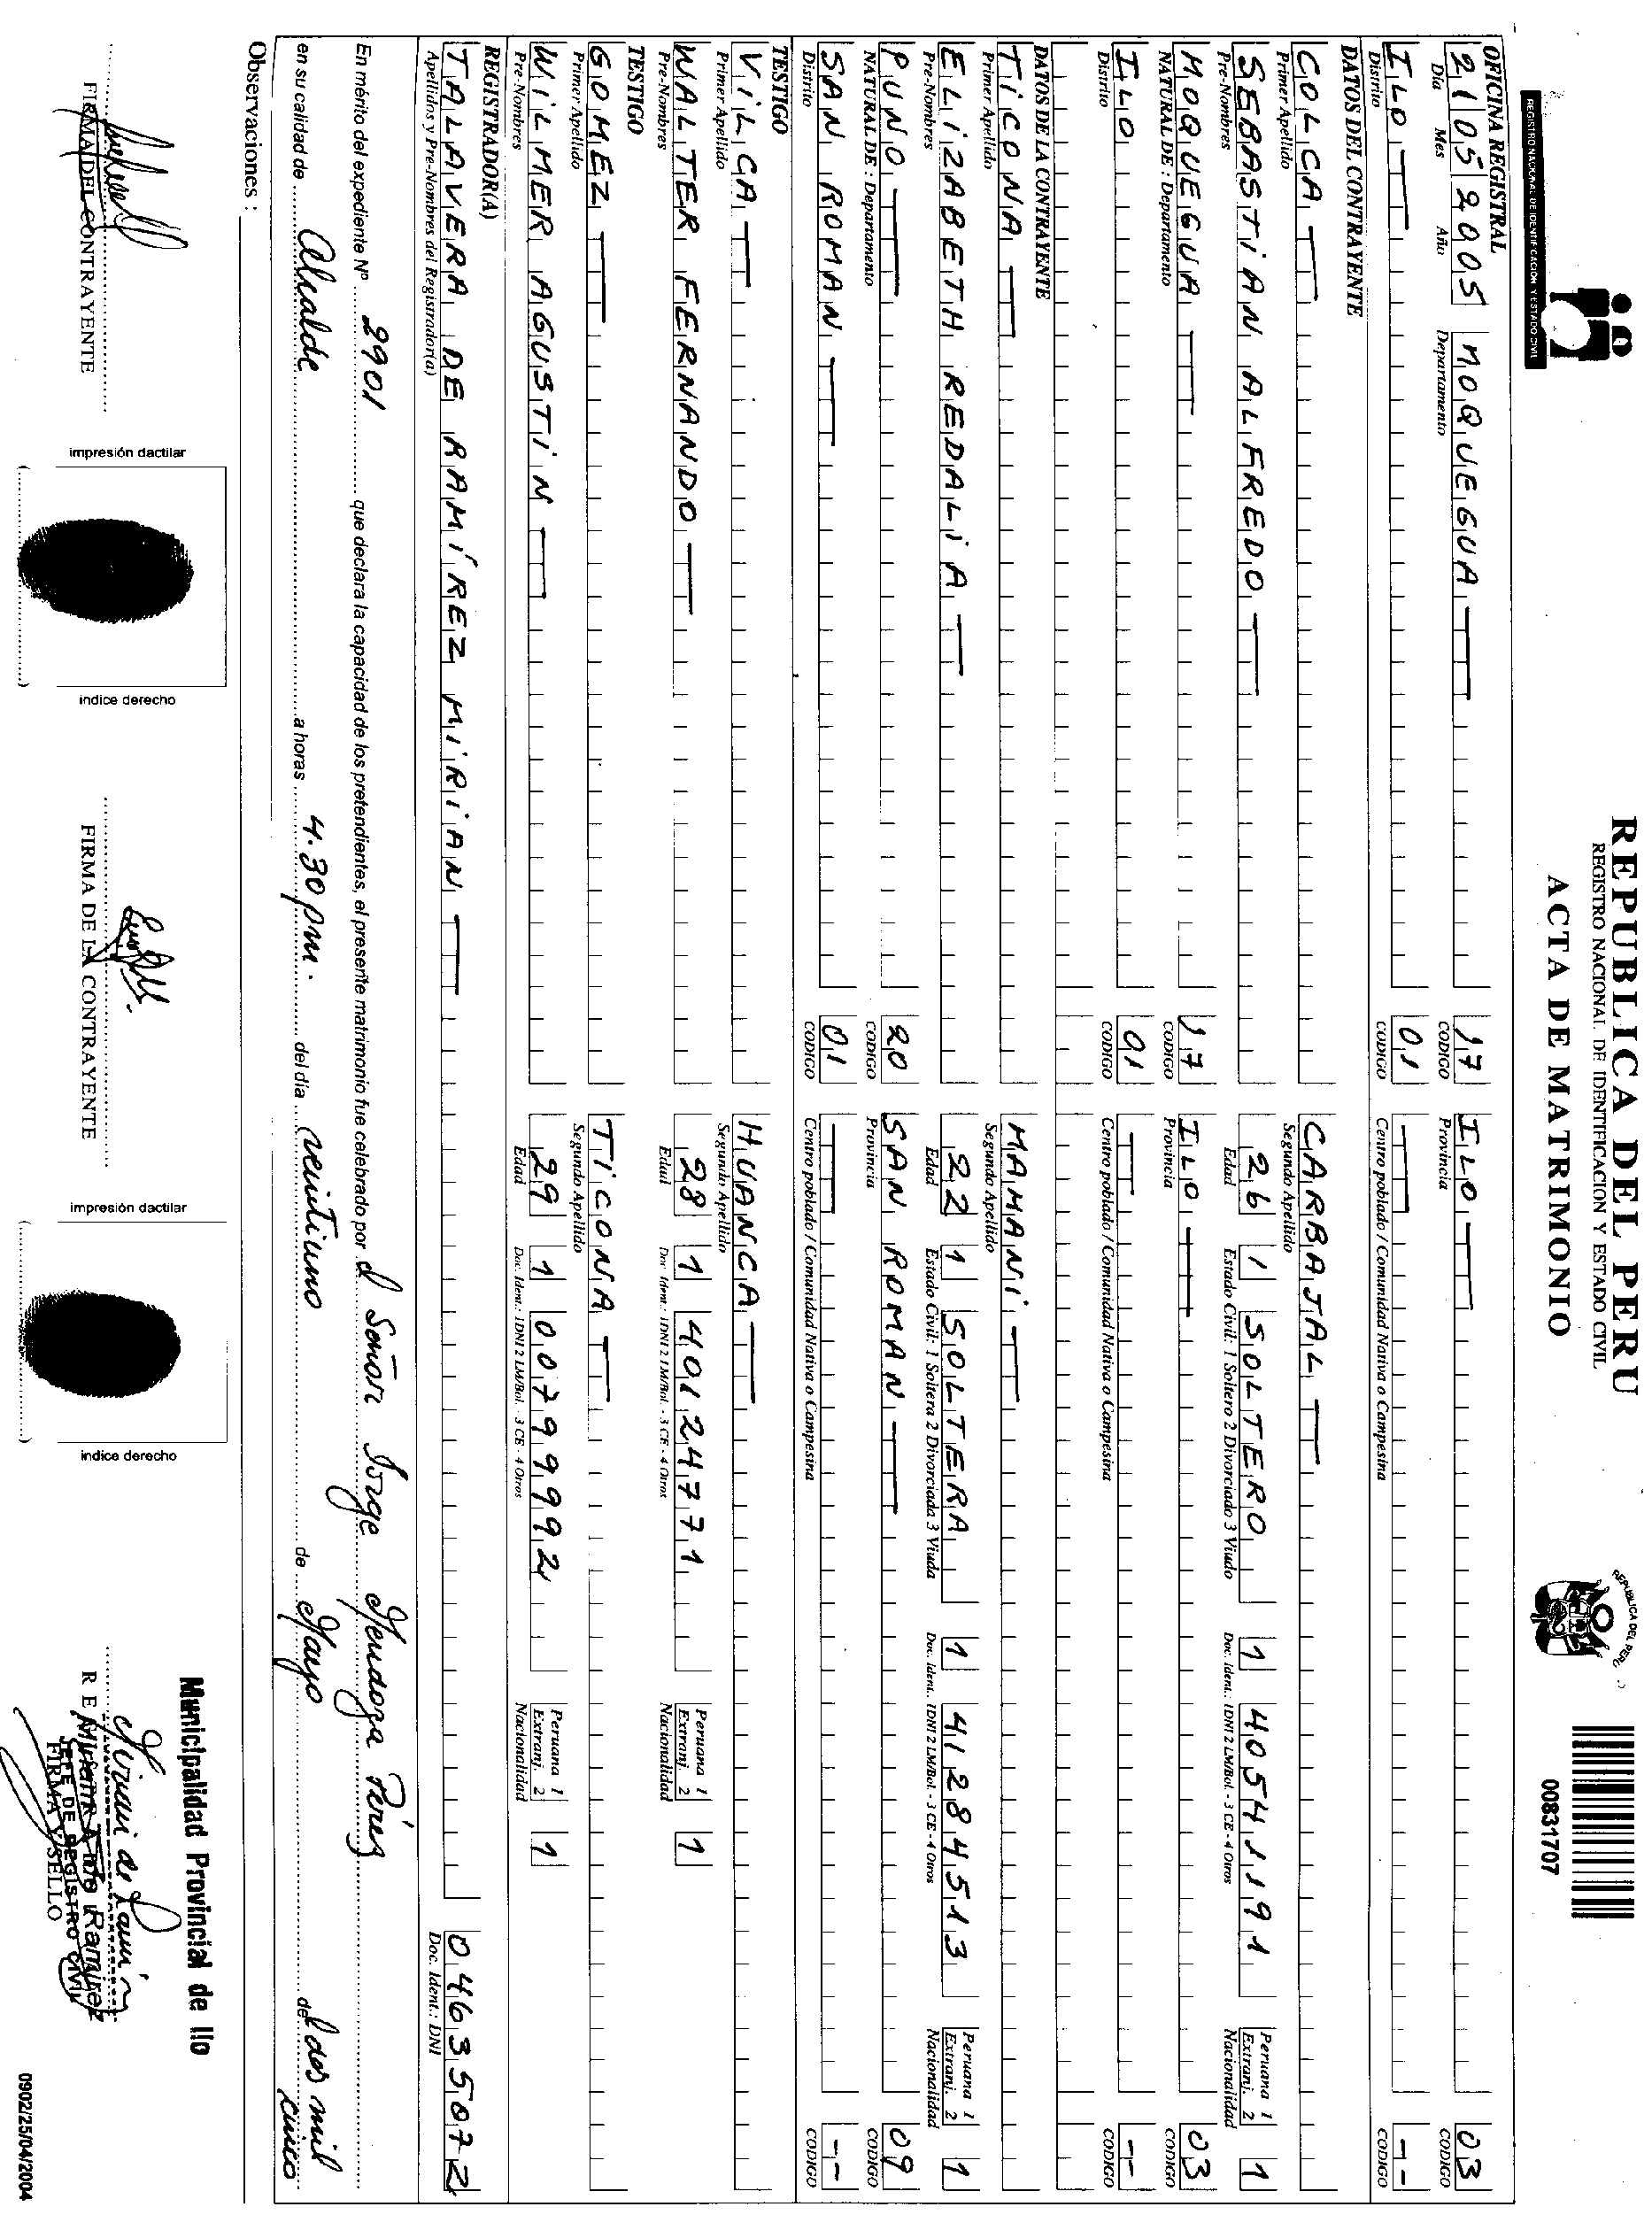 REGISTRO NACIONAL DE IDENTIFICACION Y ESTADO CIVIL
REPUBLICA DEL PERU
REGISTRO NACIONAL DE IDENTIFICACION Y ESTADO CIVIL
ACTA DE MATRIMONIO
REPUBLICA DEL PERU
00831707
OFICINA REGISTRAL
21 05 2005 MOQUEGUA 17 ILO 03
Dia Mes Año Departamento CODIGO Provincia CODIGO
ILO 01 --
Distrito CODIGO Centro poblado / Comunidad Nativa o Campesina CODIGO
DATOS DEL CONTRAYENTE
COLCA CARBAJAL
Primer Apellido Segundo Apellido
SEBASTiAN ALFREDO 26 1 SOLTERO 1 40541191 Peruana 1 Extranj. 2 1
Pre-Nombres Edad Estado Civil: 1 Soltero 2 Divorciado 3 Viudo Doc. Ident.: 1DNI 2 LM/Bol. - 3 CE - 4 Otros Nacionalidad
MOQUEGUA 17 ILO 03
NATURAL DE : Departamento CODIGO Provincia CODIGO
ILO 01 --
Distrito CODIGO Centro poblado / Comunidad Nativa o Campesina CODIGO
DATOS DE LA CONTRAYENTE
TiCONA MAMANi
Primer Apellido Segundo Apellido
ELiZABETH REDALiA 22 1 SOLTERA 1 41284513 Peruana 1 Extranj. 2 1
Pre-Nombres Edad Estado Civil: 1 Soltera 2 Divorciada 3 Viuda Doc. Ident.: 1DNI 2 LM/Bol. - 3 CE - 4 Otros Nacionalidad
PUNO 20 SAN ROMAN 09
NATURAL DE : Departamento CODIGO Provincia CODIGO
SAN ROMAN 01 --
Distrito CODIGO Centro poblado / Comunidad Nativa o Campesina CODIGO
TESTIGO
ViLCA HUANCA
Primer Apellido Segundo Apellido
WALTER FERNANDO 28 1 40124771 Peruana 1 Extranj. 2 1
Pre-Nombres Edad Doc. Ident.: 1DNI 2 LM/Bol. - 3 CE - 4 Otros Nacionalidad
TESTIGO
GOMEZ TiCONA
Primer Apellido Segundo Apellido
WiLMER AGUSTiN 29 1 00799992 Peruana 1 Extranj. 2 1
Pre-Nombres Edad Doc. Ident.: 1DNI 2 LM/Bol. - 3 CE - 4 Otros Nacionalidad
REGISTRADOR(A)
TALAVERA DE RAMÍREZ MiRiAN 04635072
Apellidos y Pre-Nombres del Registrador(a) Doc. Ident.: DNI
En mérito del expediente Nº 2901 que declara la capacidad de los pretendientes, el presente matrimonio fue celebrado por el Señor Jorge Mendoza Pérez
en su calidad de Alcalde a horas 4.30 pm. del día veintiuno de Mayo de l dos mil cinco
Observaciones :
FIRMA DEL CONTRAYENTE
impresión dactilar
indice derecho
FIRMA DE LA CONTRAYENTE
impresión dactilar
indice derecho
Municipalidad Provincial de Ilo
JEFE DE REGISTRO CIVIL
FIRMA Y SELLO
0902/25/04/2004